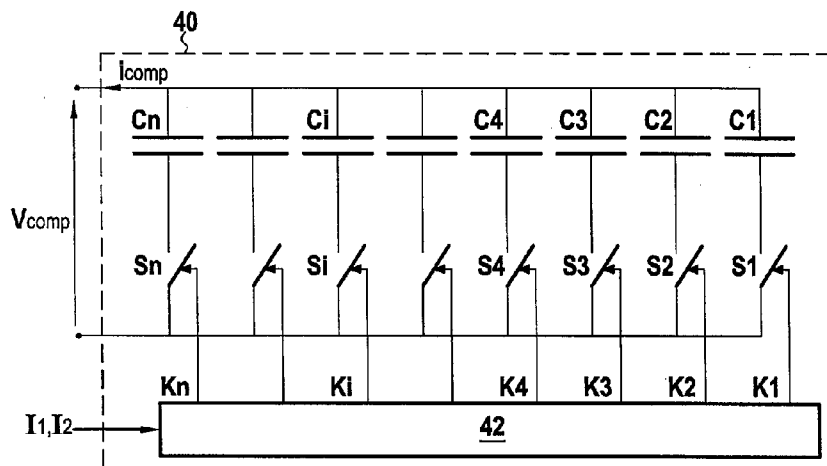 40
icomp
Cn Ci C4 C3 C2 C1
Vcomp
Sn Si S4 S3 S2 S1
Kn Ki K4 K3 K2 K1
I1,I2
42